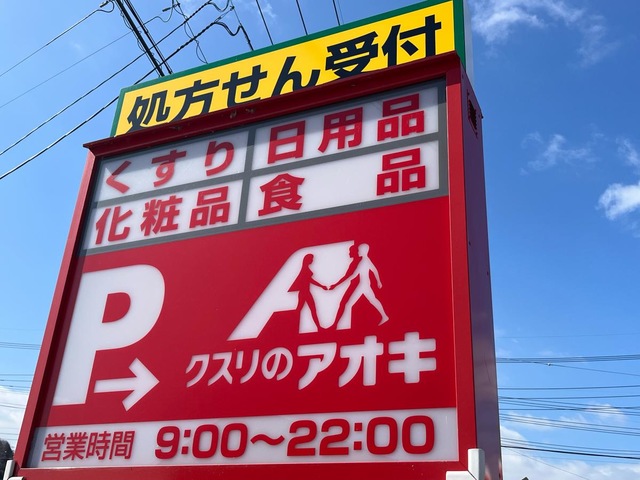 処方せん受付
くすり 日用品
化粧品 食品
P
クスリのアオキ
営業時間 9:00～22:00